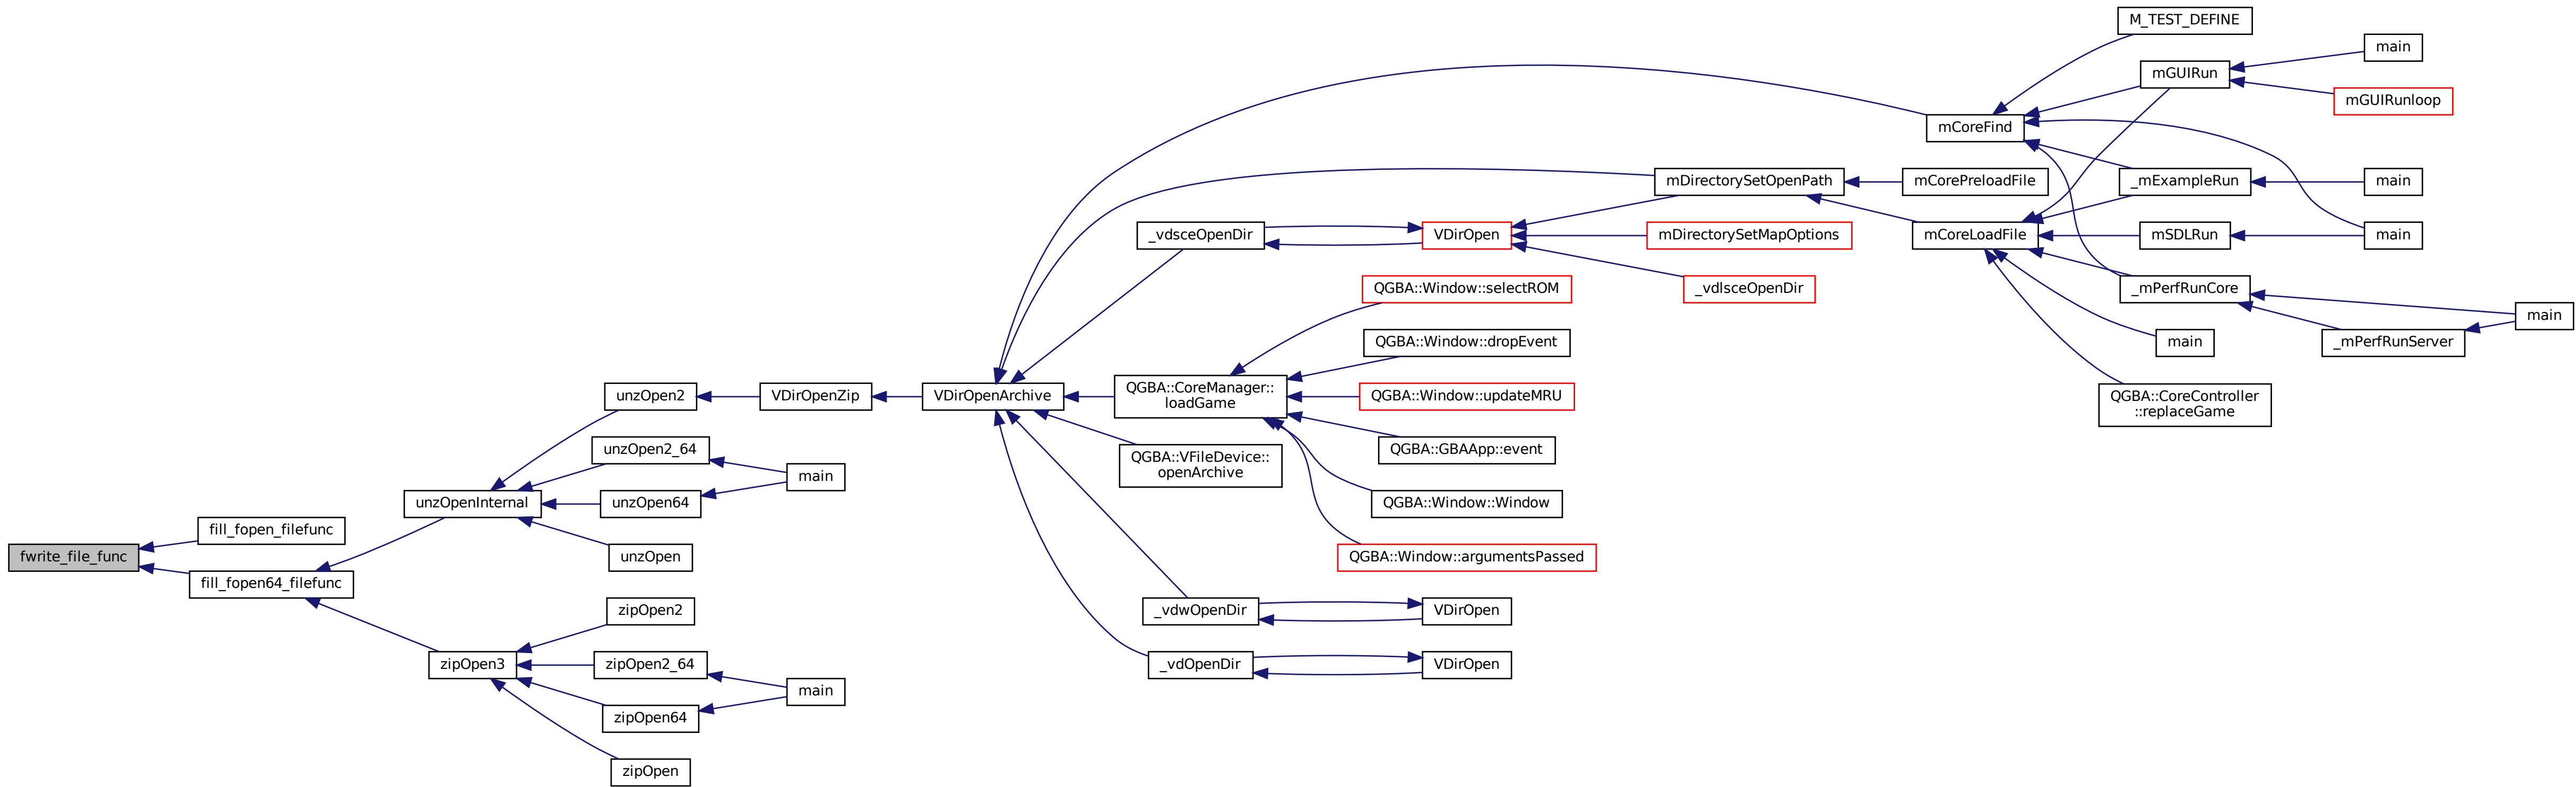 fwrite_file_func
fill_fopen_filefunc
fill_fopen64_filefunc
unzOpenInternal
unzOpen2
VDirOpenZip
VDirOpenArchive
mCoreFind
M_TEST_DEFINE
mGUIRun
main
mGUIRunloop
_mExampleRun
main
main
_mPerfRunCore
main
_mPerfRunServer
mDirectorySetOpenPath
mCorePreloadFile
mCoreLoadFile
mSDLRun
main
QGBA::CoreController
::replaceGame
_vdsceOpenDir
VDirOpen
mDirectorySetMapOptions
_vdlsceOpenDir
QGBA::CoreManager::
loadGame
QGBA::Window::selectROM
QGBA::Window::dropEvent
QGBA::Window::updateMRU
QGBA::GBAApp::event
QGBA::Window::Window
QGBA::Window::argumentsPassed
QGBA::VFileDevice::
openArchive
_vdwOpenDir
VDirOpen
_vdOpenDir
VDirOpen
unzOpen2_64
main
unzOpen64
unzOpen
zipOpen3
zipOpen2
zipOpen2_64
main
zipOpen64
zipOpen